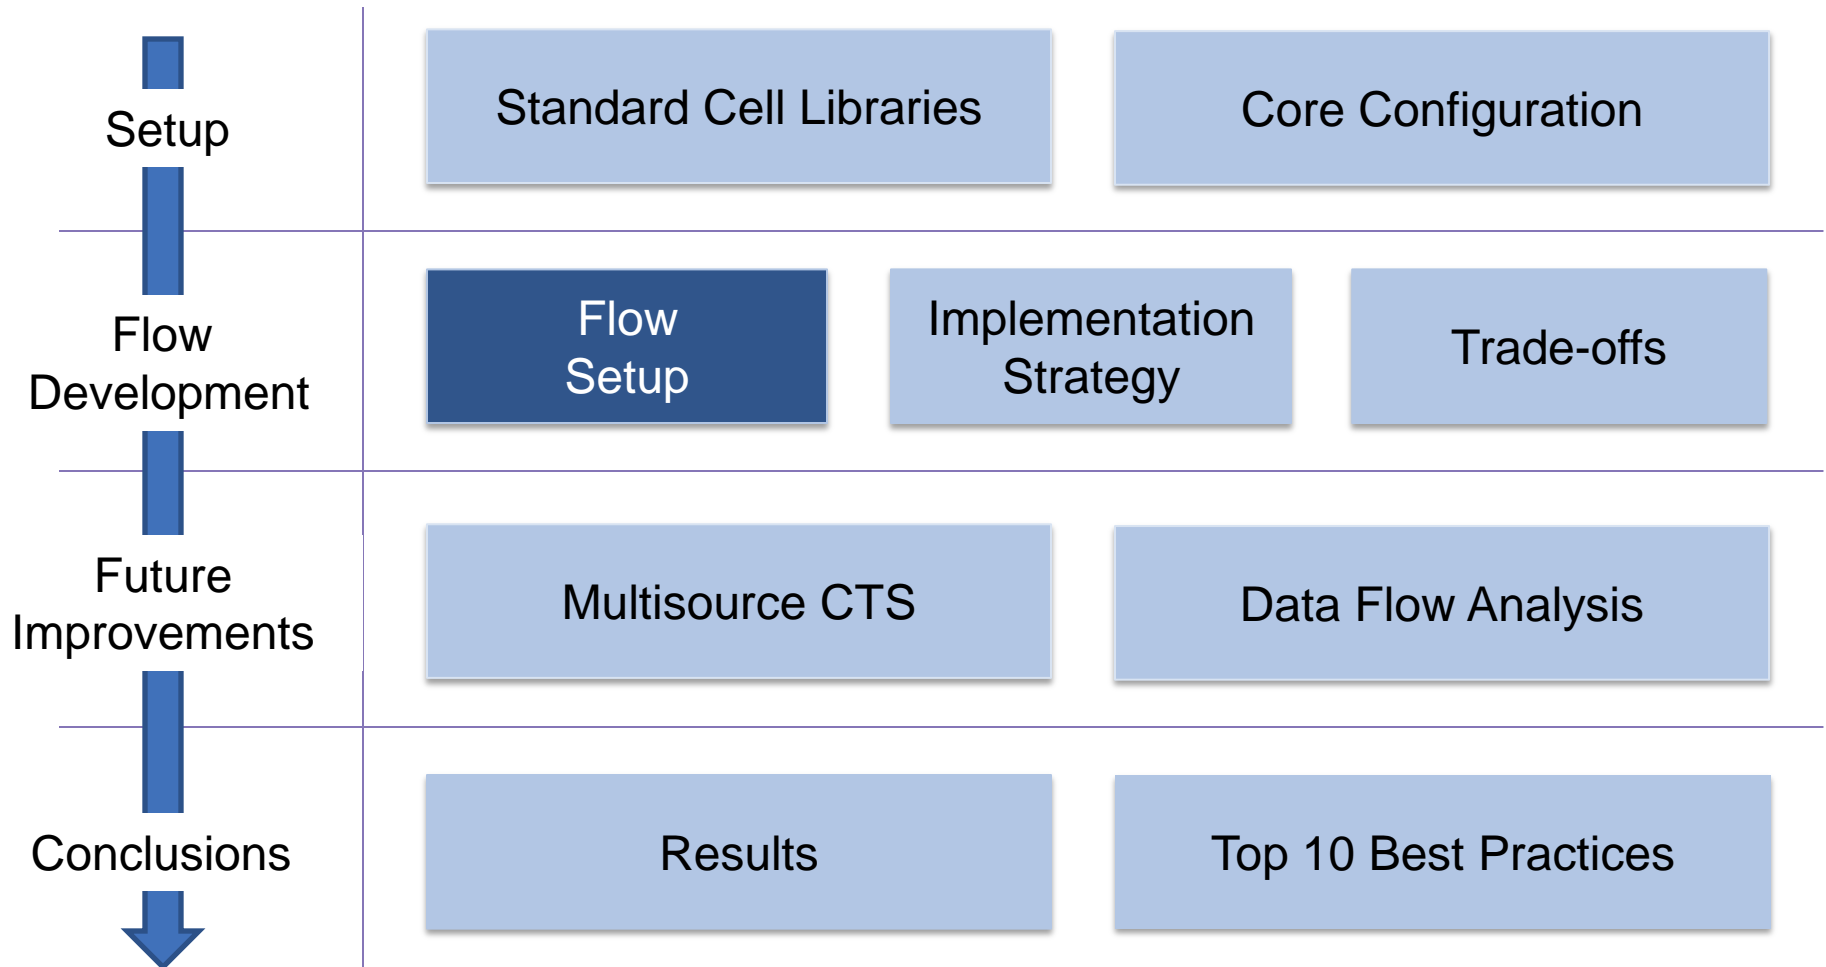 Setup
Standard Cell Libraries
Core Configuration
Flow
Development
Flow
Setup
Implementation
Strategy
Trade-offs
Future
Improvements
Multisource CTS
Data Flow Analysis
Conclusions
Results
Top 10 Best Practices